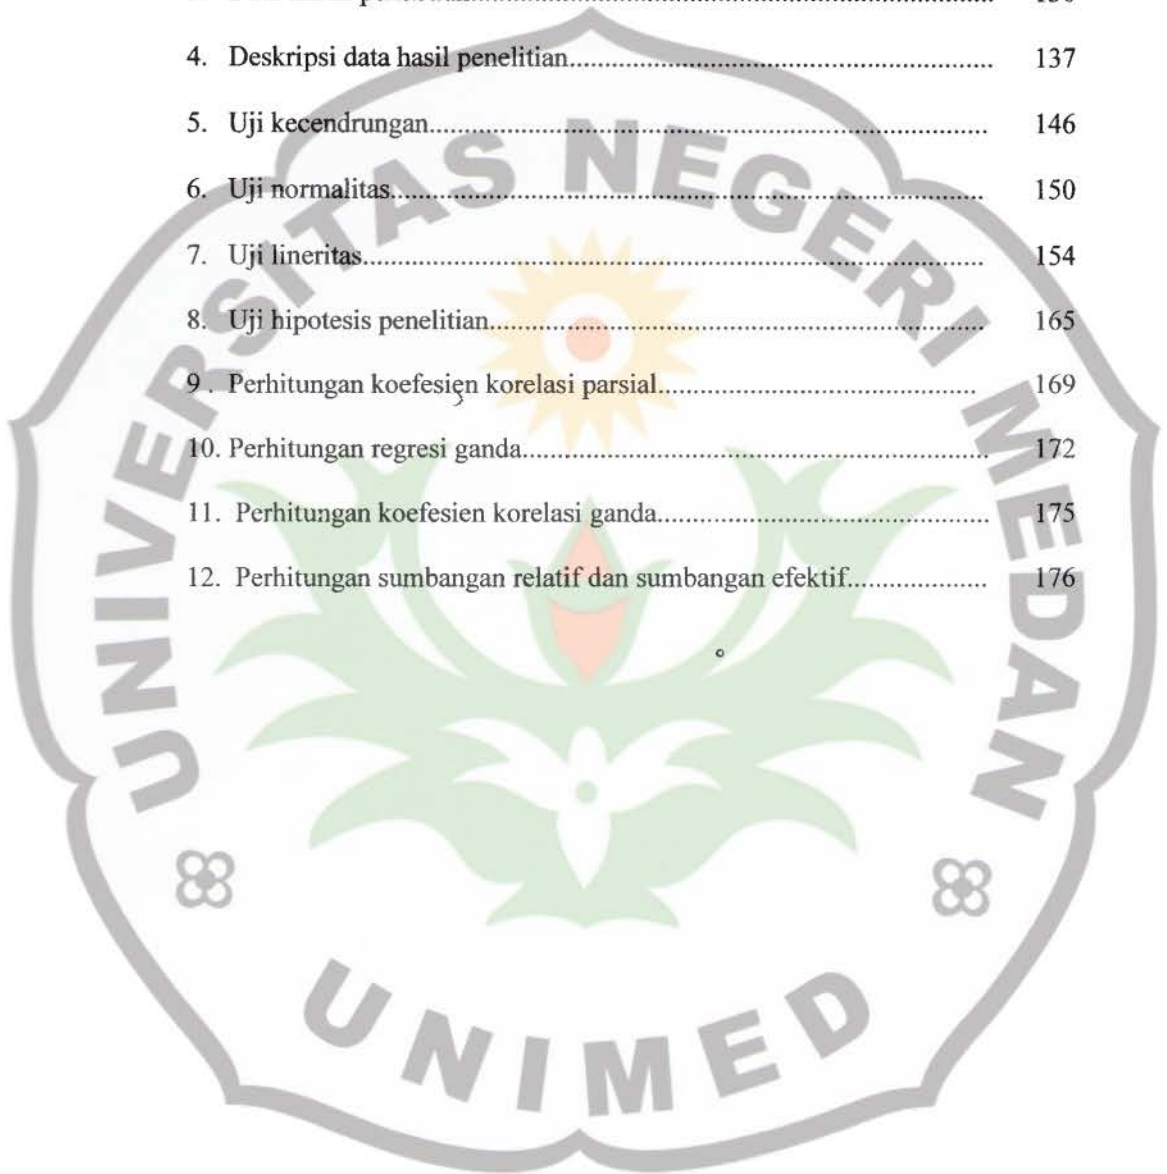 4. Deskripsi data hasil penelitian................ 137
5. Uji kecendrungan................ 146
6. Uji normalitas................ 150
7. Uji lineritas................ 154
8. Uji hipotesis penelitian................ 165
9 . Perhitungan koefesien korelasi parsial................ 169
10. Perhitungan regresi ganda................ 172
11. Perhitungan koefesien korelasi ganda................ 175
12. Perhitungan sumbangan relatif dan sumbangan efektif................ 176
UNIVERSITAS NEGERI MEDAN
UNIMED